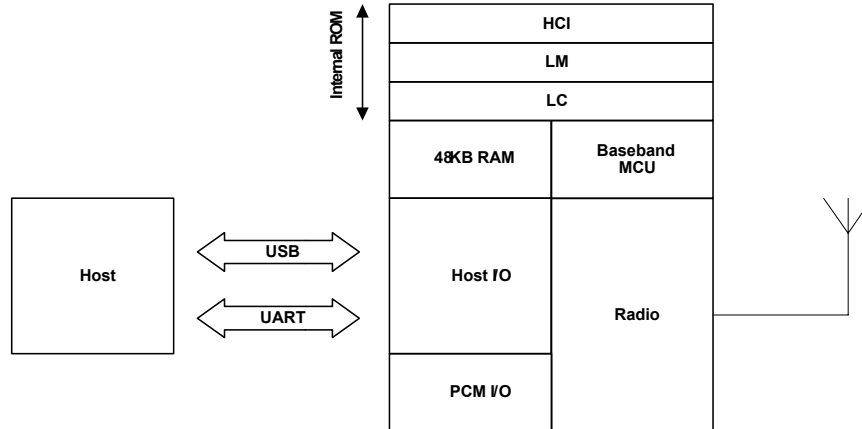 Internal ROM
HCI
LM
LC
48KB RAM
Baseband
MCU
Host
USB
UART
Host I/O
Radio
PCM I/O